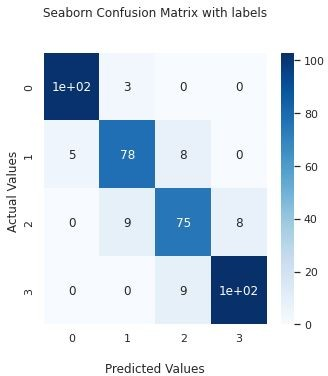 Seaborn Confusion Matrix with labels
Actual Values
0 1e+02 3 0 0
1 5 78 8 0
2 0 9 75 8
3 0 0 9 1e+02
0 1 2 3
Predicted Values
100
80
60
40
20
0